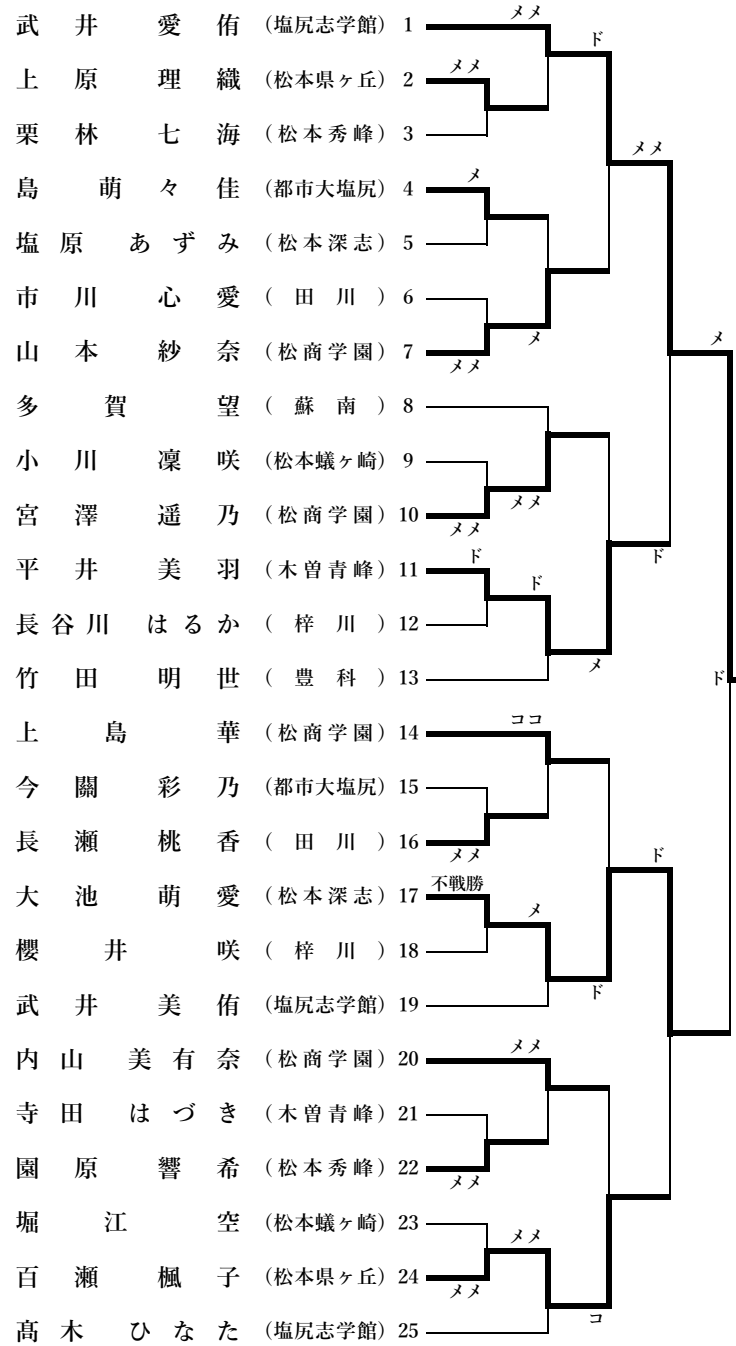 メメ
武井 愛侑 (塩尻志学館) 1
ド
メメ
上原 理織 (松本県ヶ丘) 2
栗林 七海 (松本秀峰) 3
メメ
メ
島 萌々佳 (都市大塩尻) 4
塩原 あずみ (松本深志) 5
市川 心愛 (田川) 6
メ
メ
山本 紗奈 (松商学園) 7
メメ
多賀 望 (蘇南) 8
小川 凜咲 (松本蟻ヶ崎) 9
メメ
宮澤 遥乃 (松商学園) 10
メメ
ド
ド
平井 美羽 (木曽青峰) 11
ド
長谷川 はるか (梓川) 12
メ
竹田 明世 (豊科) 13
ド
ココ
上島 華 (松商学園) 14
今關 彩乃 (都市大塩尻) 15
長瀬 桃香 (田川) 16
メメ
ド
不戦勝
大池 萌愛 (松本深志) 17
メ
櫻井 咲 (梓川) 18
ド
武井 美侑 (塩尻志学館) 19
メメ
内山 美有奈 (松商学園) 20
寺田 はづき (木曽青峰) 21
園原 響希 (松本秀峰) 22
メメ
堀江 空 (松本蟻ヶ崎) 23
メメ
百瀬 楓子 (松本県ヶ丘) 24
メメ
コ
髙木 ひなた (塩尻志学館) 25